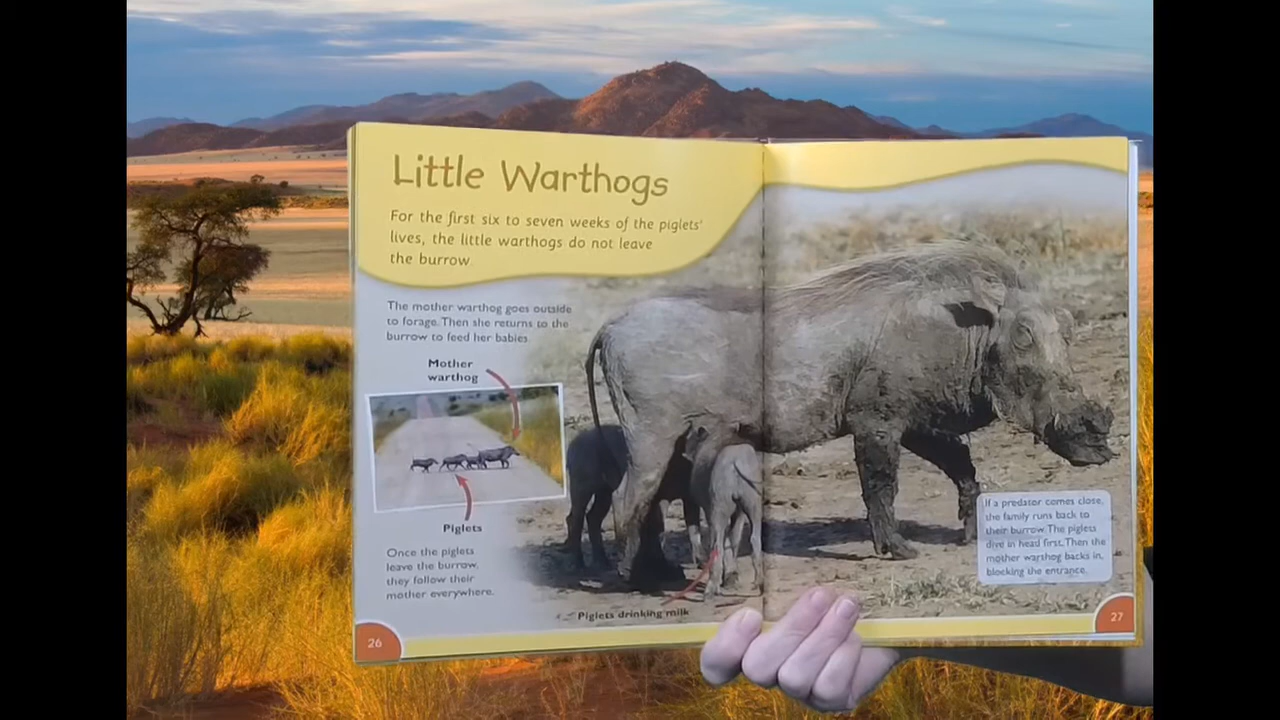 Little Warthogs
For the first six to seven weeks of the piglets'
lives, the little warthogs do not leave
the burrow.
The mother warthog goes outside
to forage. Then she returns to the
burrow to feed her babies.
Mother
warthog
Piglets
Once the piglets
leave the burrow,
they follow their
mother everywhere.
Piglets drinking milk
26
If a predator comes close,
the family runs back to
their burrow. The piglets
dive in head first. Then the
mother warthog backs in,
blocking the entrance.
27